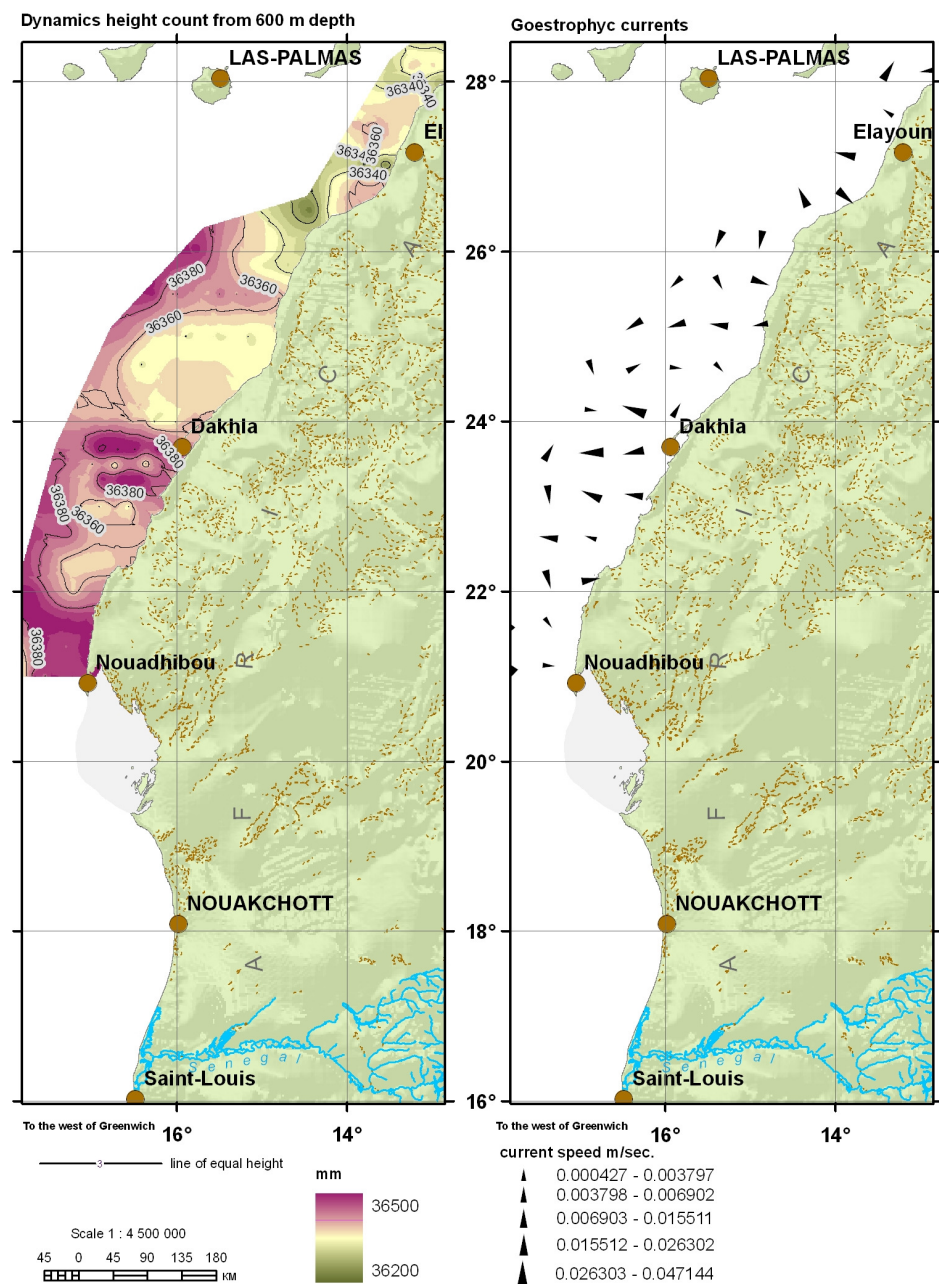 Dynamics height count from 600 m depth
Goestrophyc currents
LAS-PALMAS
28°
LAS-PALMAS
36340
36340
36360
El
Elayoun
36340
36340
26°
A
A
36380
36360
36360
C
C
24°
Dakhla
Dakhla
36380
36380
36380
36360
I
I
22°
36380
Nouadhibou
R
Nouadhibou
R
20°
F
F
NOUAKCHOTT
18°
NOUAKCHOTT
A
A
Senegal
Senegal
Saint-Louis
16°
Saint-Louis
To the west of Greenwich
16°
14°
To the west of Greenwich
16°
14°
3
line of equal height
mm
36500
36200
Scale 1 : 4 500 000
45 0 45 90 135 180
KM
current speed m/sec.
0.000427 - 0.003797
0.003798 - 0.006902
0.006903 - 0.015511
0.015512 - 0.026302
0.026303 - 0.047144